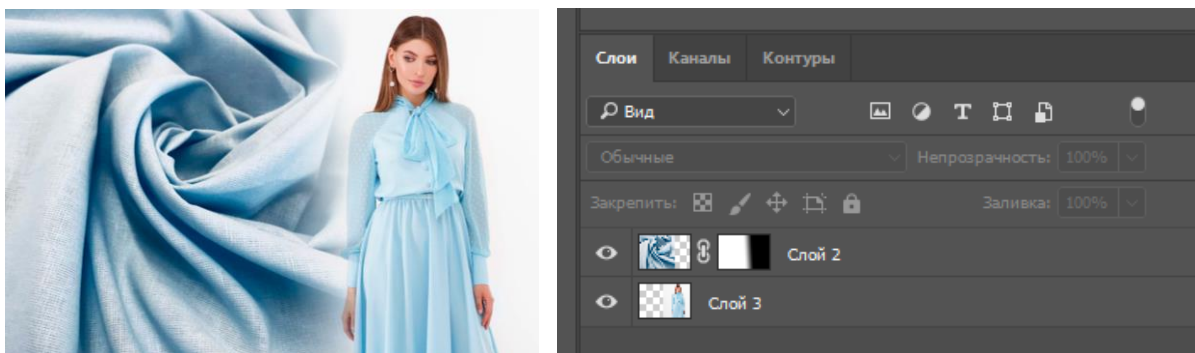 Слои Каналы Контуры
Вид
Обычные Непрозрачность: 100%
Закрепить: Заливка: 100%
Слой 2
Слой 3